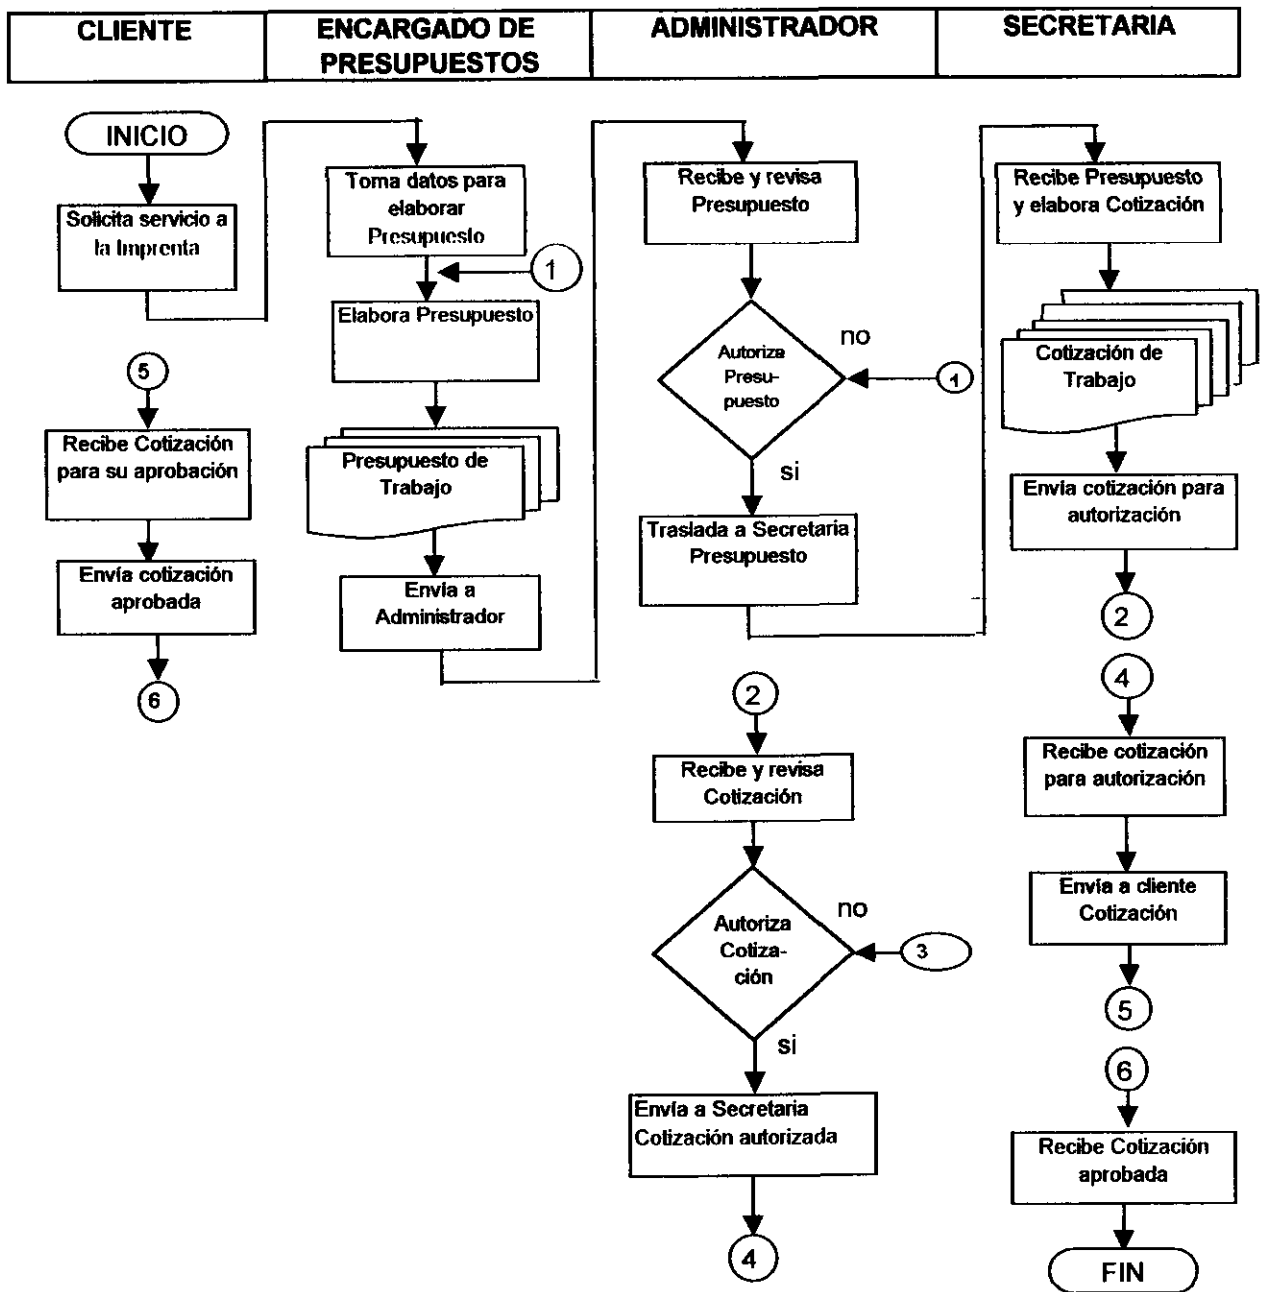 CLIENTE
ENCARGADO DE
PRESUPUESTOS
ADMINISTRADOR
SECRETARIA
INICIO
Solicita servicio a
la Imprenta
5
Recibe Cotización
para su aprobación
Envía cotización
aprobada
6
Toma datos para
elaborar
Presupuesto
1
Elabora Presupuesto
Presupuesto de
Trabajo
Envía a
Administrador
Recibe y revisa
Presupuesto
Autoriza
Presu-
puesto
no
1
si
Traslada a Secretaria
Presupuesto
2
Recibe y revisa
Cotización
Autoriza
Cotiza-
ción
no
3
si
Envía a Secretaria
Cotización autorizada
4
Recibe Presupuesto
y elabora Cotización
Cotización de
Trabajo
Envía cotización para
autorización
2
4
Recibe cotización
para autorización
Envía a cliente
Cotización
5
6
Recibe Cotización
aprobada
FIN